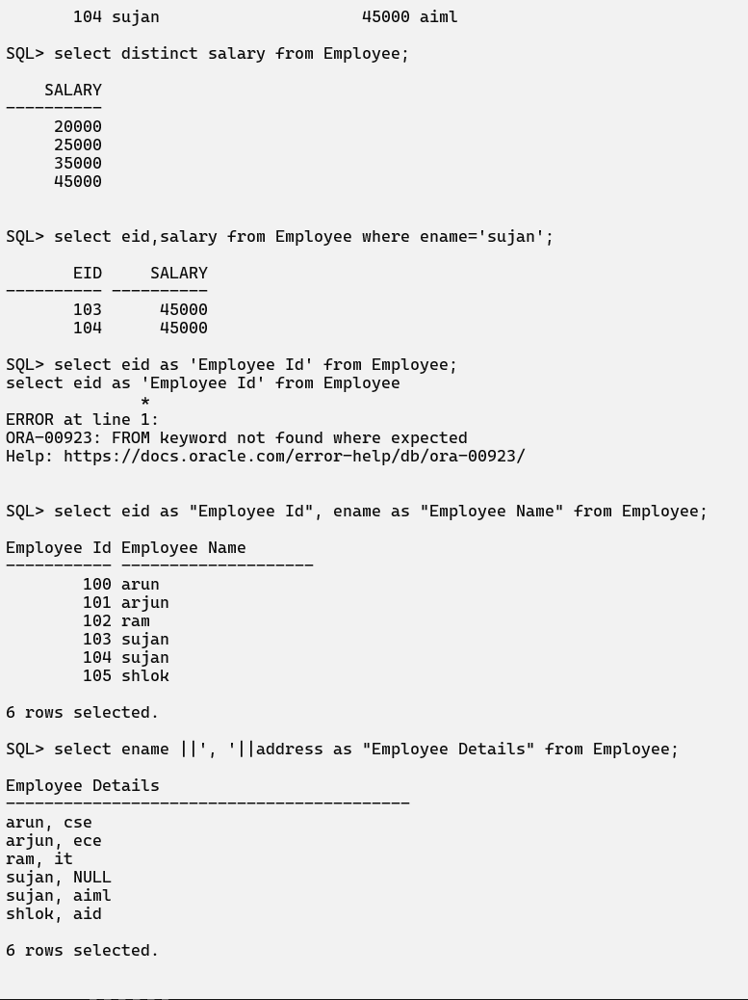 104 sujan                     45000 aiml
SQL> select distinct salary from Employee;
SALARY
----------
20000
25000
35000
45000
SQL> select eid,salary from Employee where ename='sujan';
EID     SALARY
---------- ----------
103      45000
104      45000
SQL> select eid as 'Employee Id' from Employee;
select eid as 'Employee Id' from Employee
*
ERROR at line 1:
ORA-00923: FROM keyword not found where expected
Help: https://docs.oracle.com/error-help/db/ora-00923/
SQL> select eid as "Employee Id", ename as "Employee Name" from Employee;
Employee Id Employee Name
----------- --------------------
100 arun
101 arjun
102 ram
103 sujan
104 sujan
105 shlok
6 rows selected.
SQL> select ename ||', '||address as "Employee Details" from Employee;
Employee Details
------------------------------------------
arun, cse
arjun, ece
ram, it
sujan, NULL
sujan, aiml
shlok, aid
6 rows selected.